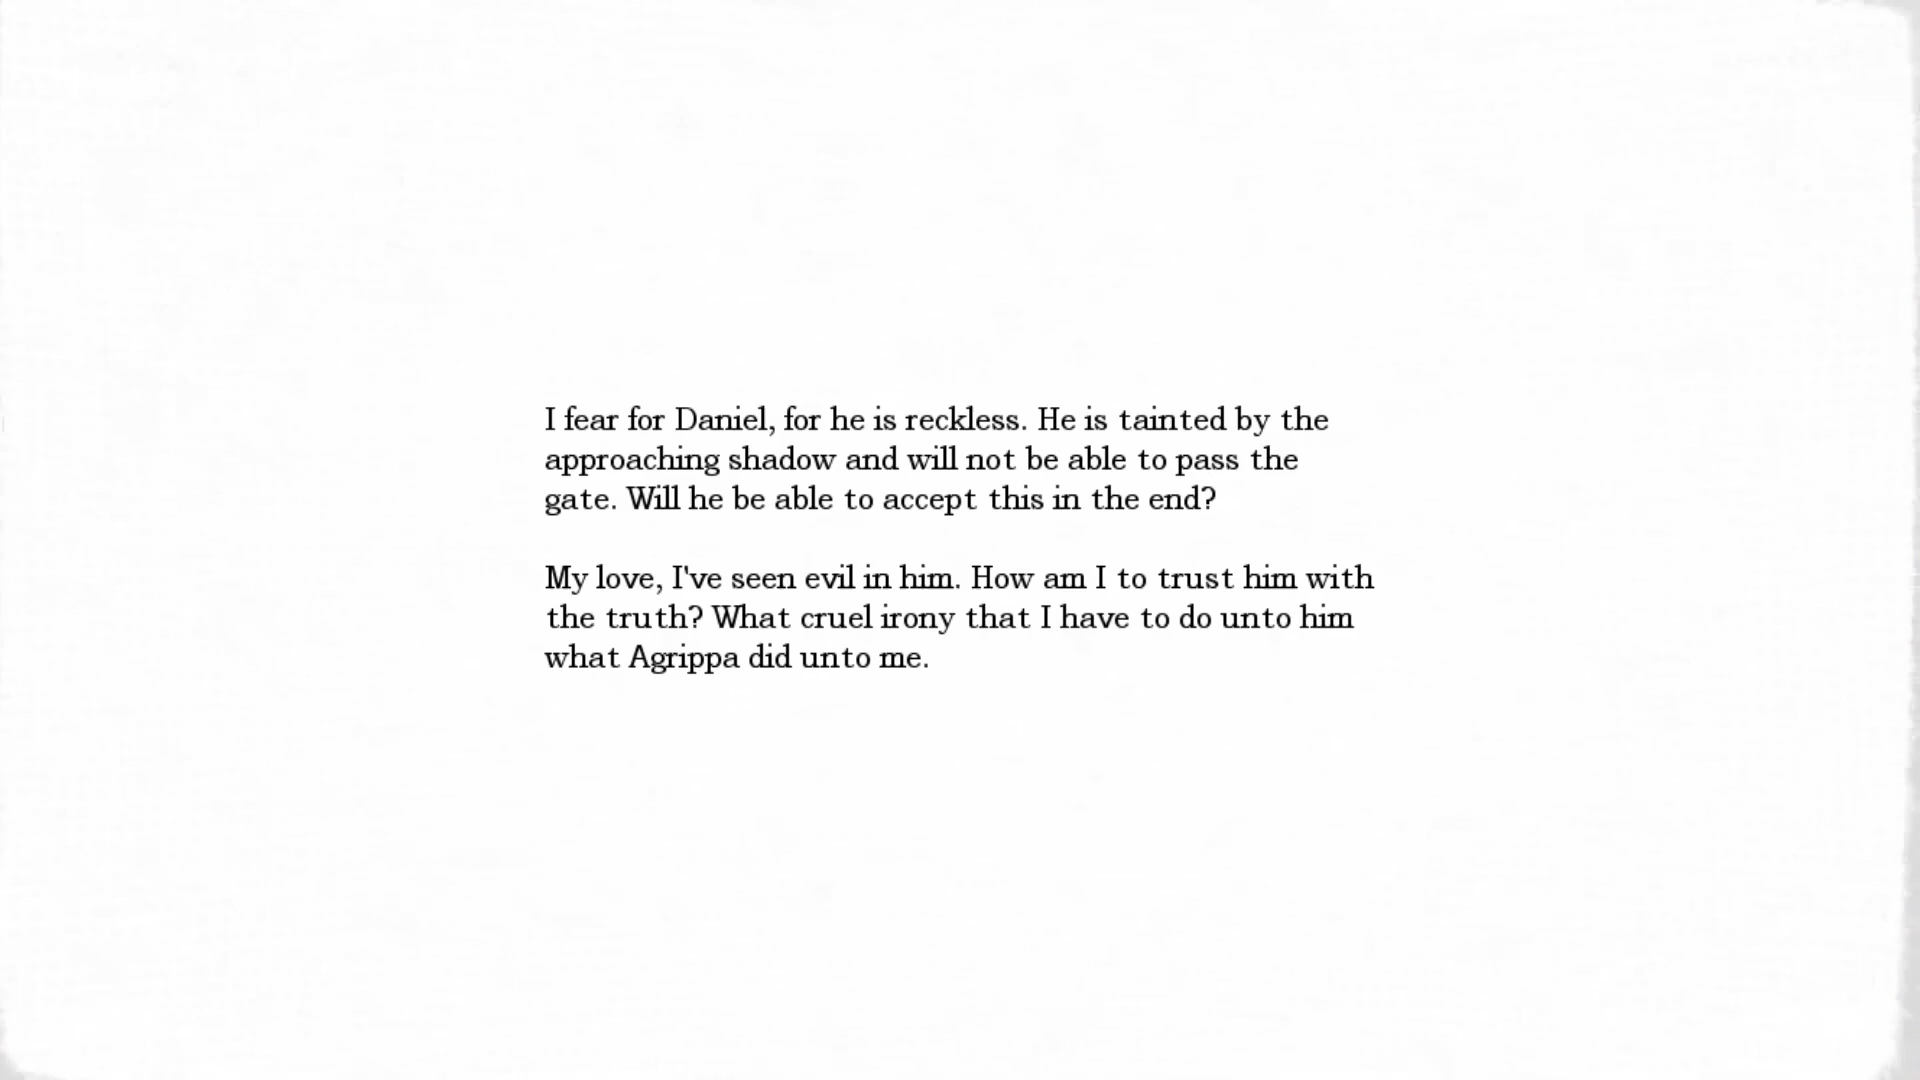 I fear for Daniel, for he is reckless. He is tainted by the
approaching shadow and will not be able to pass the
gate. Will he be able to accept this in the end?
My love, I've seen evil in him. How am I to trust him with
the truth? What cruel irony that I have to do unto him
what Agrippa did unto me.